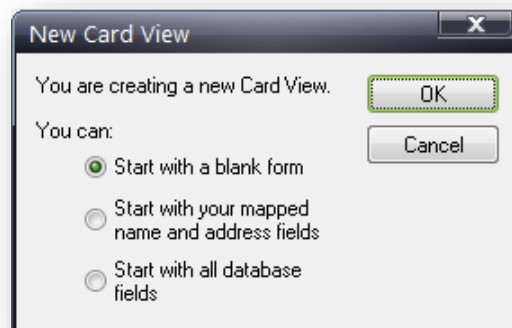 New Card View
You are creating a new Card View.
OK
You can:
Cancel
Start with a blank form
Start with your mapped
name and address fields
Start with all database
fields